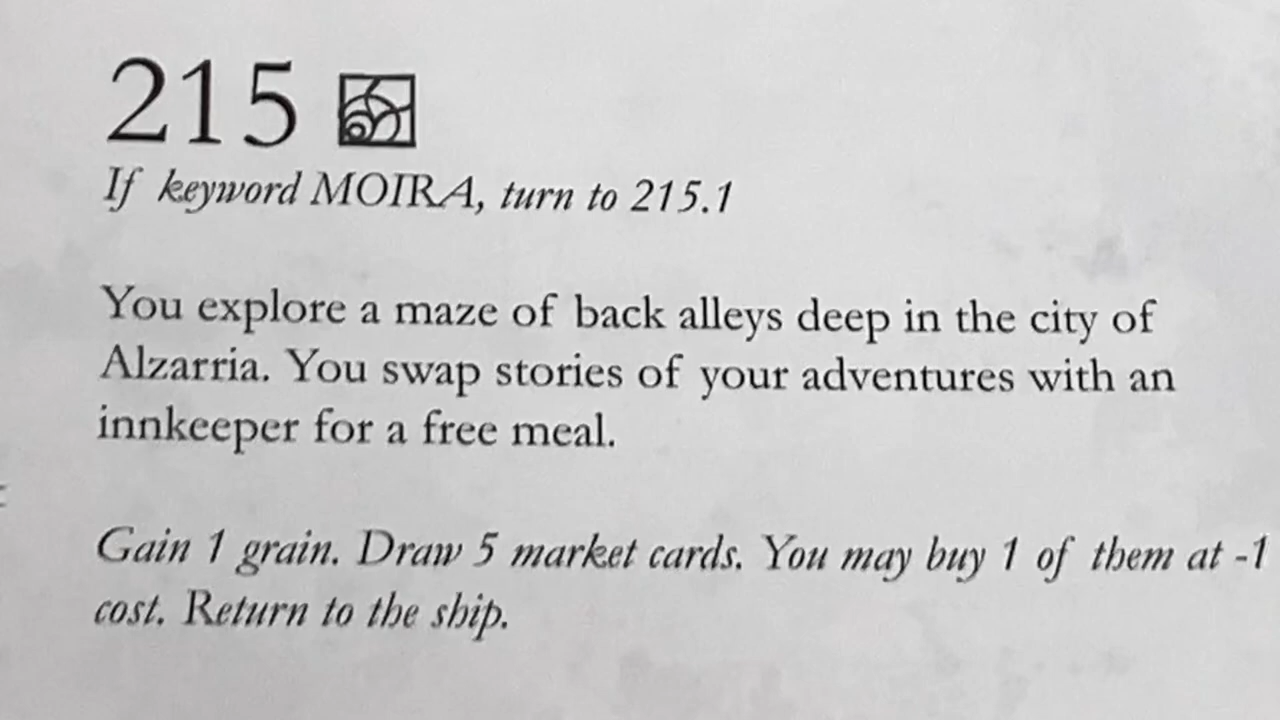 215
If keyword MOIRA, turn to 215.1
You explore a maze of back alleys deep in the city of
Alzarria. You swap stories of your adventures with an
innkeeper for a free meal.
Gain 1 grain. Draw 5 market cards. You may buy 1 of them at -1
cost. Return to the ship.